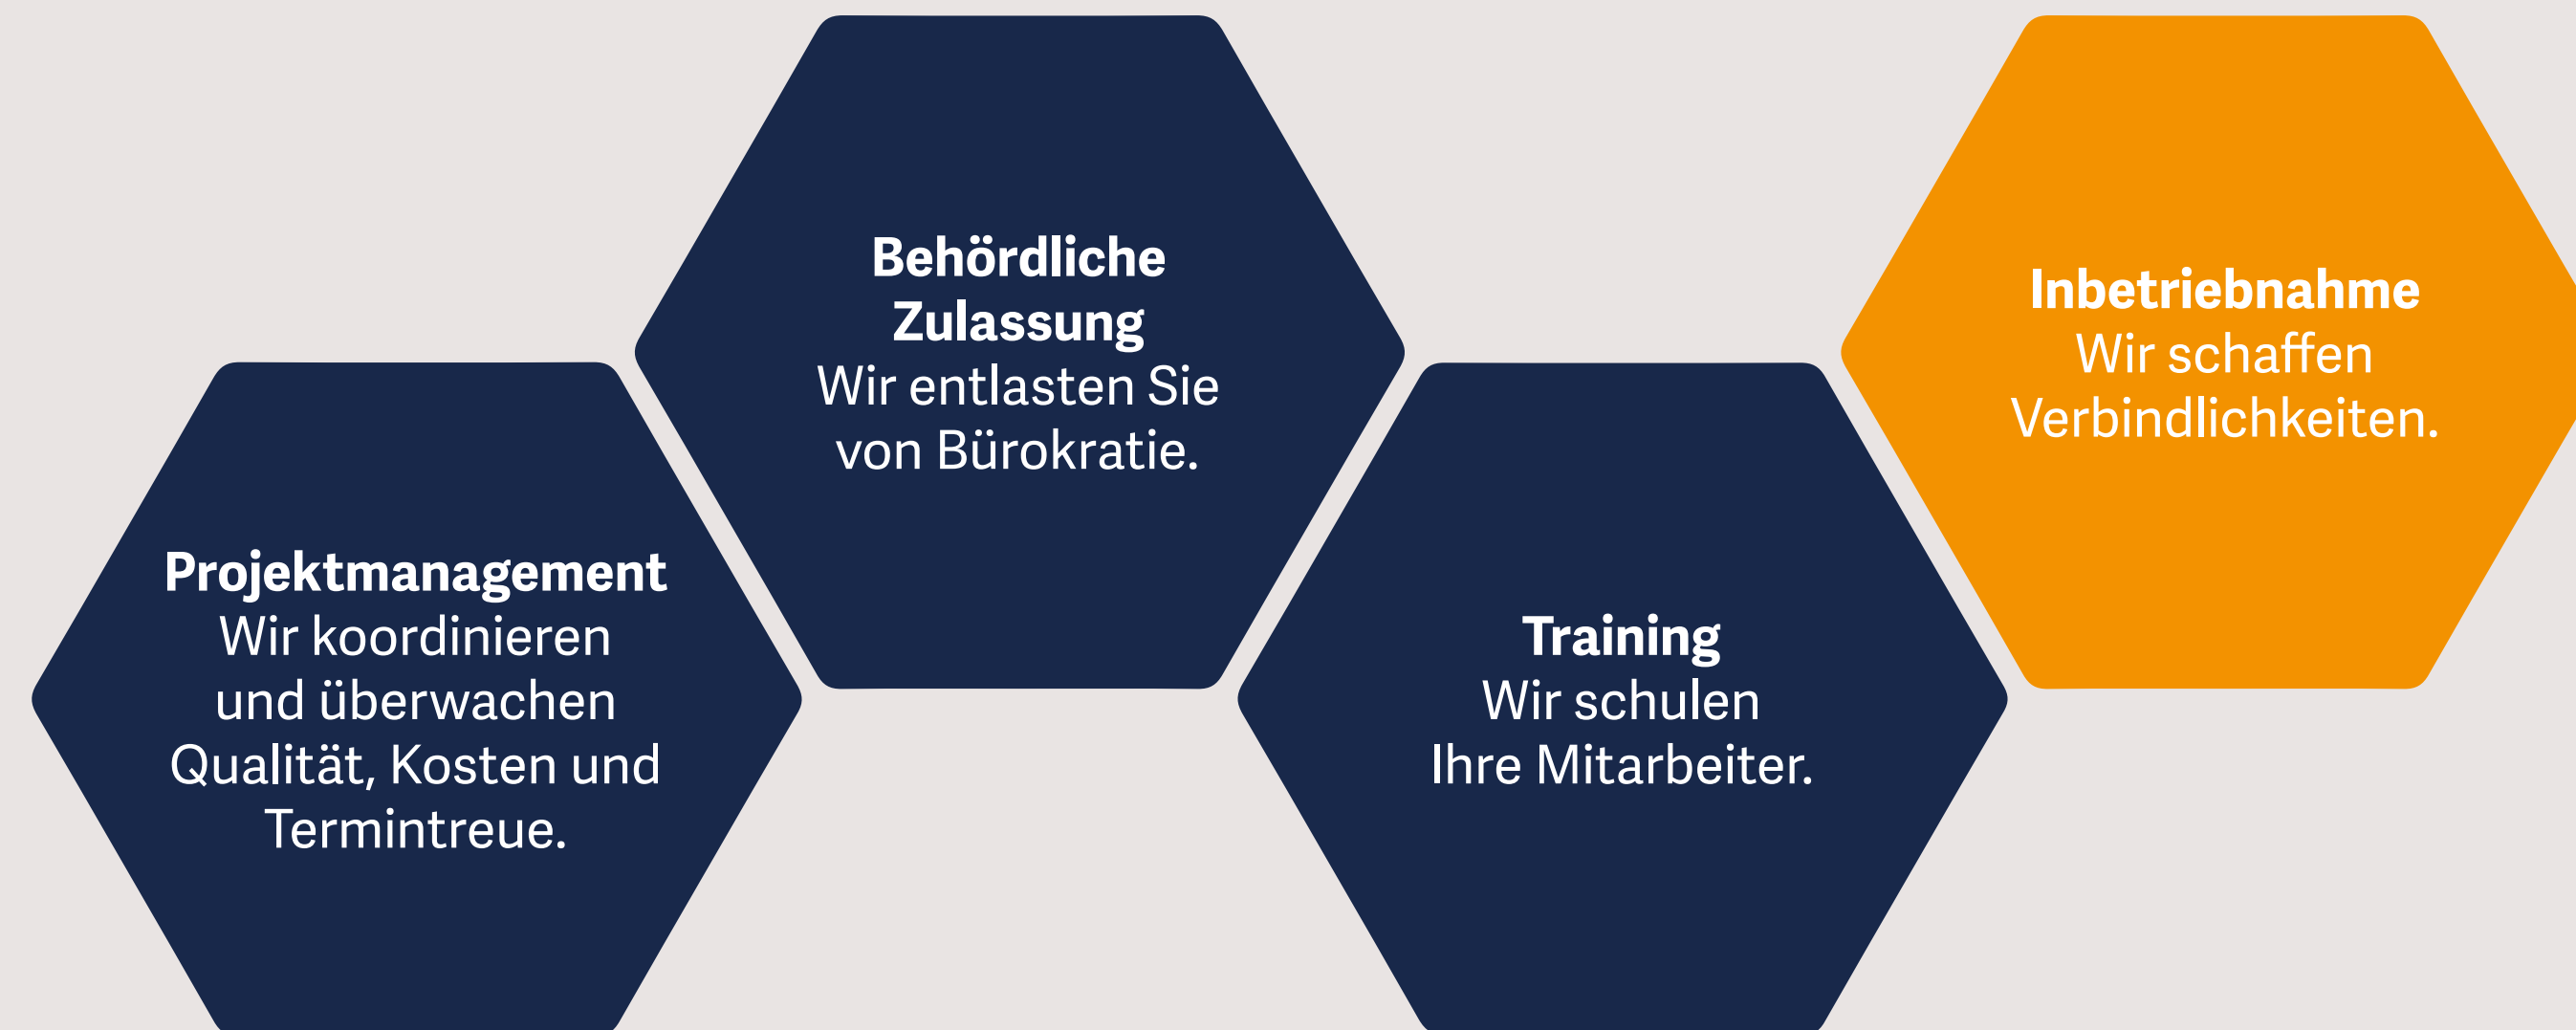 Projektmanagement
Wir koordinieren
und überwachen
Qualität, Kosten und
Termintreue.
Behördliche
Zulassung
Wir entlasten Sie
von Bürokratie.
Training
Wir schulen
Ihre Mitarbeiter.
Inbetriebnahme
Wir schaffen
Verbindlichkeiten.